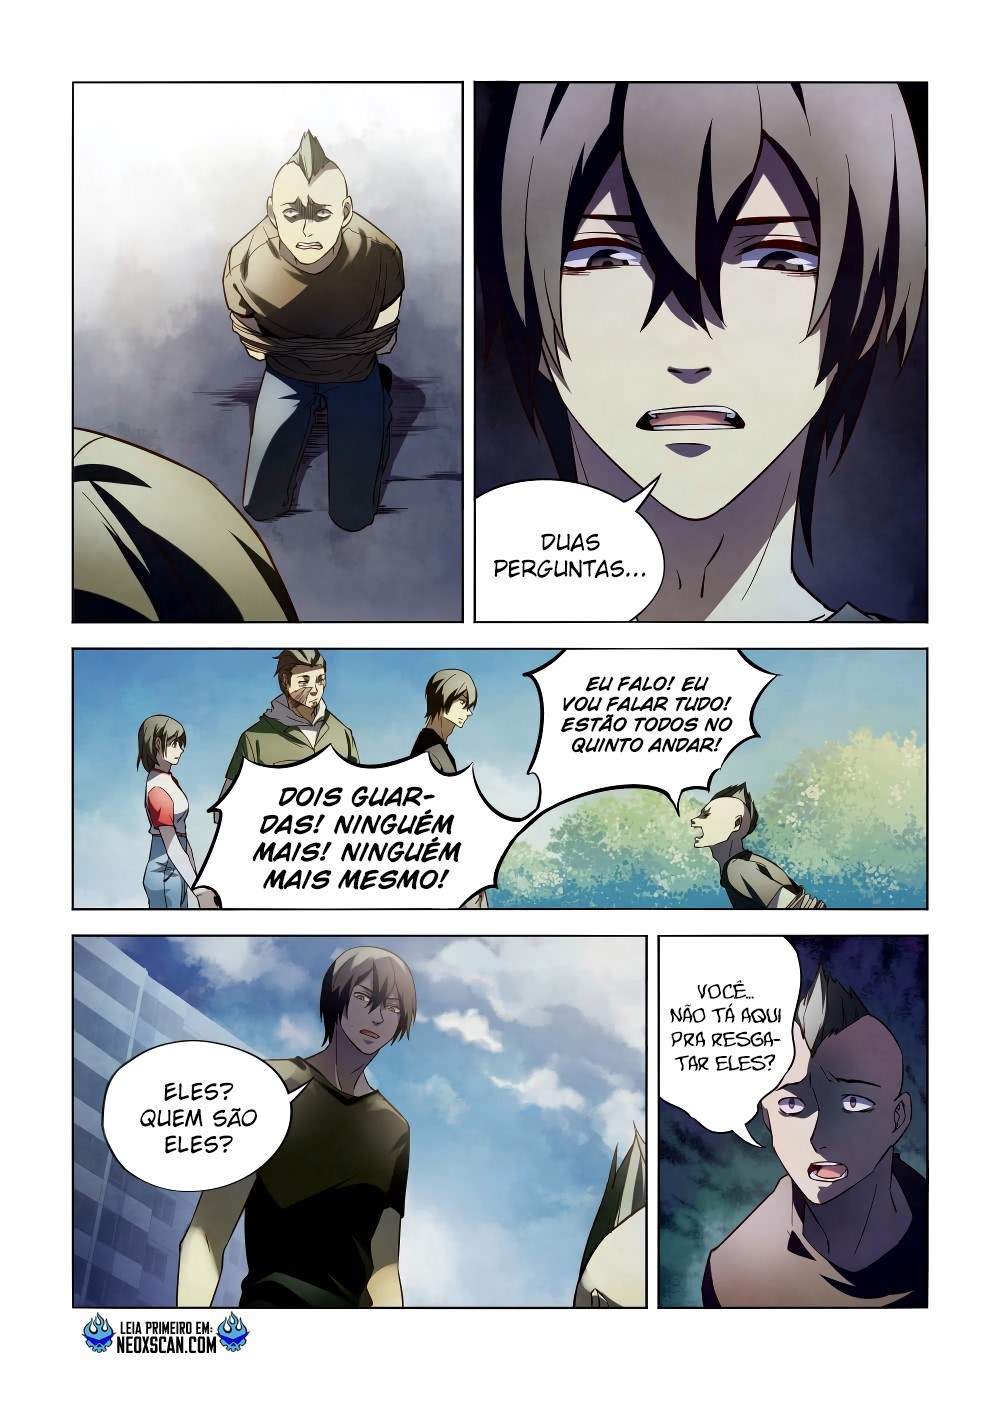 DUAS
PERGUNTAS...
EU FALO! EU
VOU FALAR TUDO!
ESTÃO TODOS NO
QUINTO ANDAR!
DOIS GUAR-
DAS! NINGUÉM
MAIS! NINGUÉM
MAIS MESMO!
ELES?
QUEM SÃO
ELES?
VOCÊ...
NÃO TÁ AQUI
PRA RESGA-
TAR ELES?
LEIA PRIMEIRO EM:
NEOXSCAN.COM